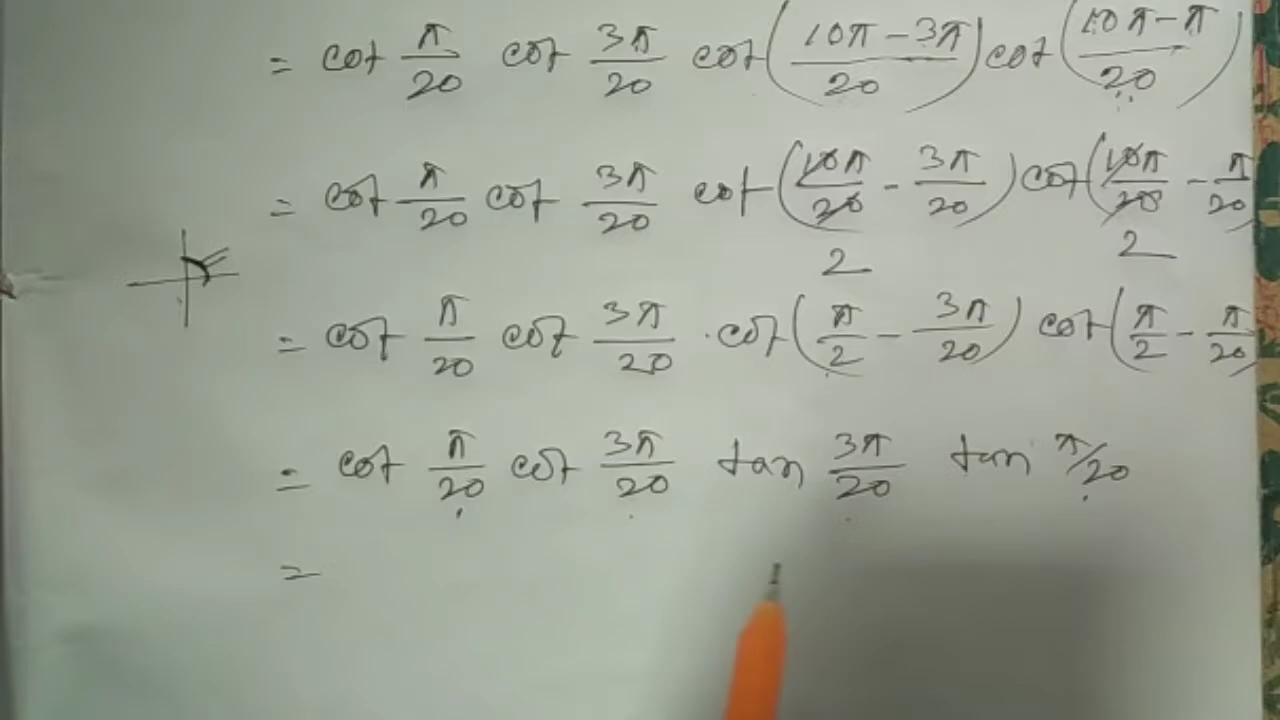 = cot π/20 cot 3π/20 cot(10π-3π/20) cot(10π-π/20)
= cot π/20 cot 3π/20 cot(10π/20 - 3π/20) cot(10π/20 - π/20
2 2
= cot π/20 cot 3π/20 · cot(π/2 - 3π/20) cot(π/2 - π/20
= cot π/20 cot 3π/20 tan 3π/20 tan π/20
=